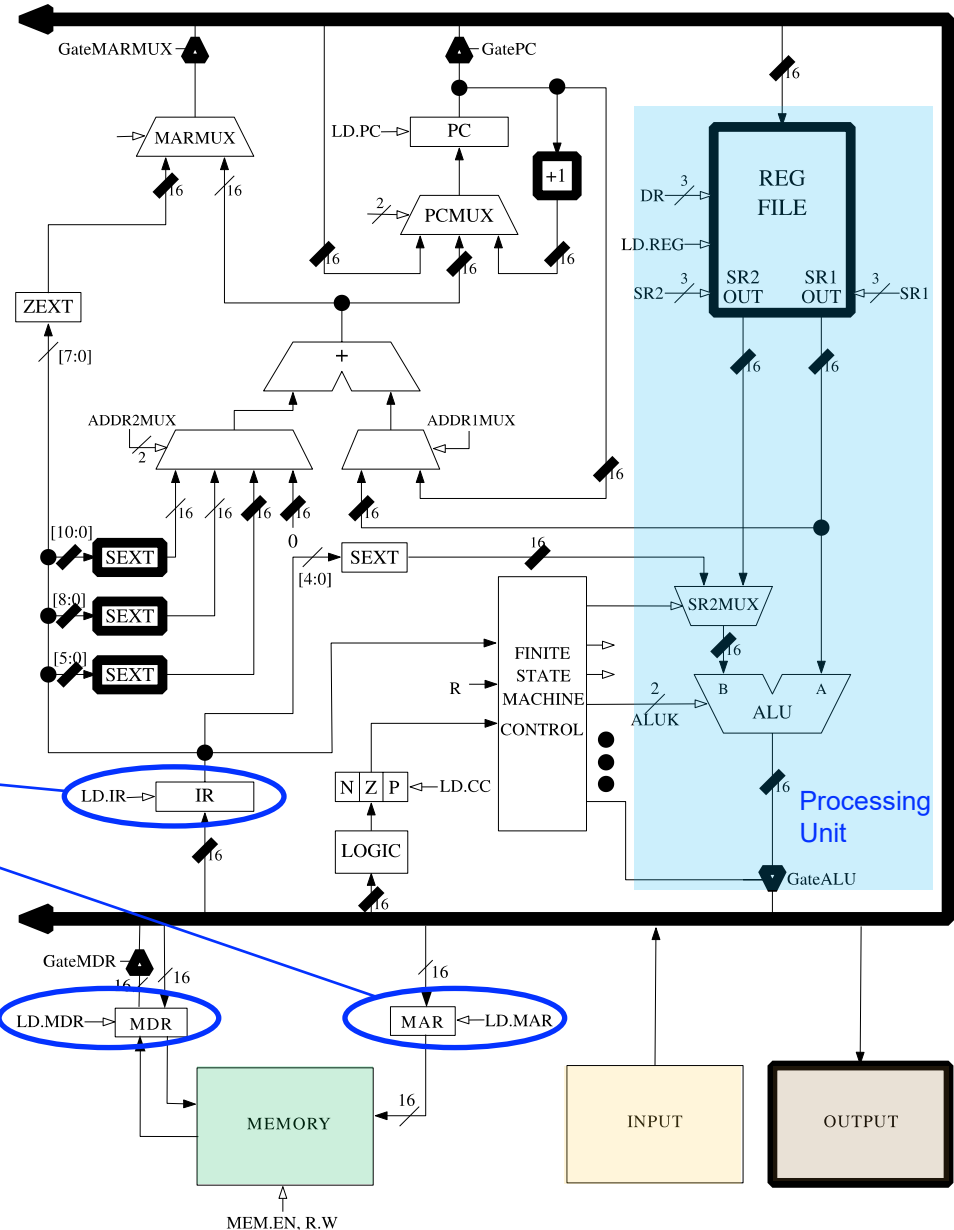 GateMARMUX
GatePC
16
MARMUX
LD.PC
PC
+1
REG
FILE
DR
3
LD.REG
16
16
2
PCMUX
16
16
16
SR2
3
SR2
OUT
SR1
OUT
3
SR1
ZEXT
[7:0]
+
16
16
ADDR2MUX
2
ADDR1MUX
16
16
16
16
16
16
0
[10:0]
SEXT
[4:0]
SEXT
16
[8:0]
SEXT
SR2MUX
16
[5:0]
SEXT
FINITE
STATE
MACHINE
CONTROL
R
2
ALUK
B
A
ALU
LD.IR
IR
N Z P
LD.CC
16
Processing
Unit
16
LOGIC
16
GateALU
GateMDR
16
16
16
LD.MDR
MDR
MAR
LD.MAR
16
MEMORY
INPUT
OUTPUT
MEM.EN, R.W